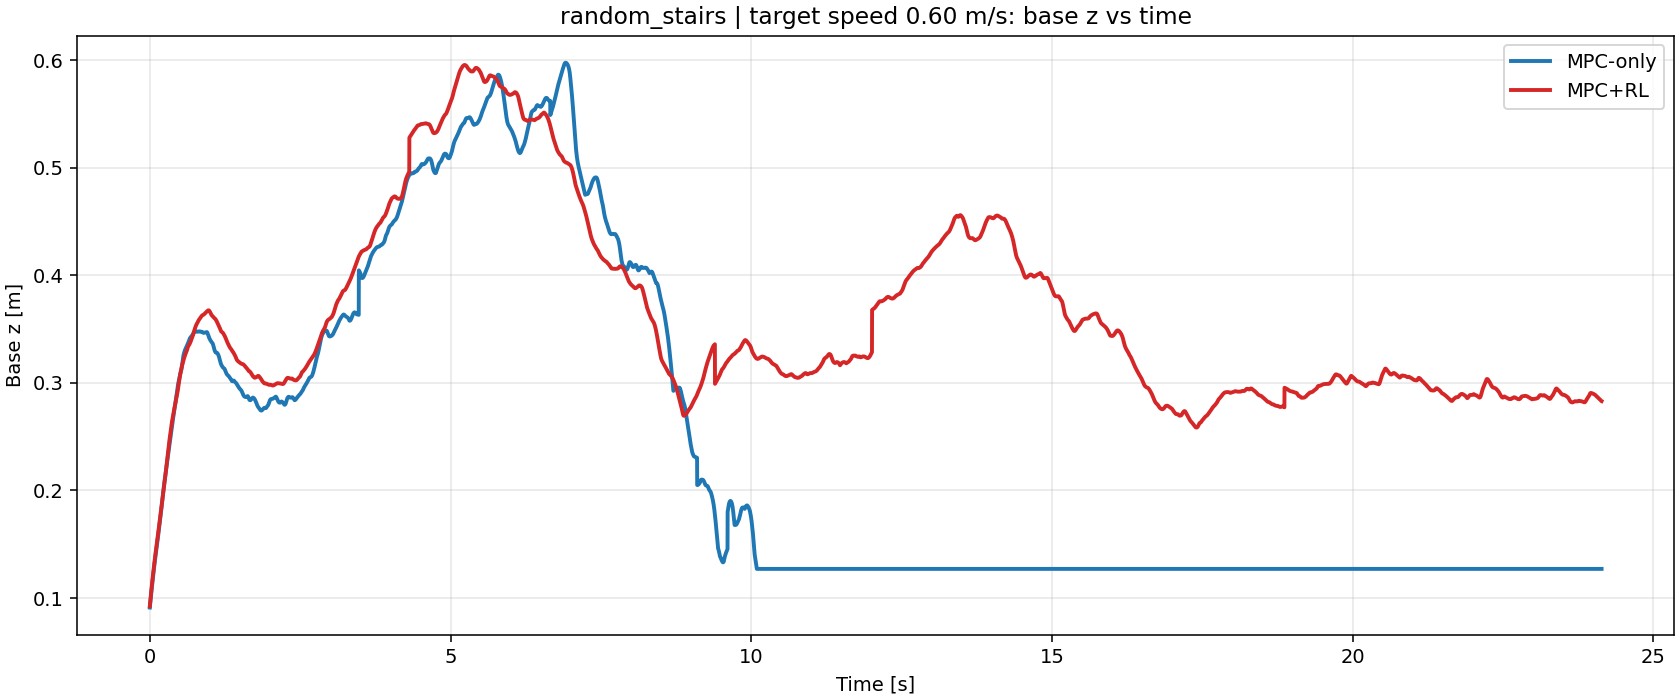 random_stairs | target speed 0.60 m/s: base z vs time
MPC-only
MPC+RL
Base z [m]
0.6
0.5
0.4
0.3
0.2
0.1
0
5
10
15
20
25
Time [s]